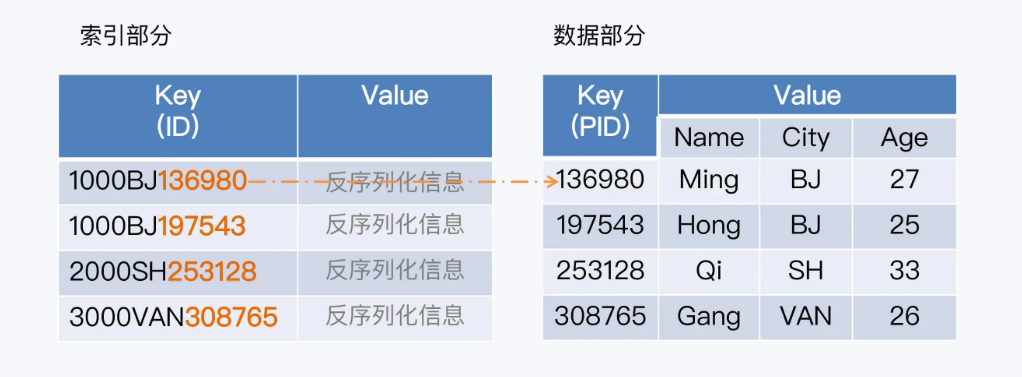 索引部分 数据部分
Key Value Key Value
(ID) (PID)
Name City Age
1000BJ136980 反序列化信息 136980 Ming BJ 27
1000BJ197543 反序列化信息 197543 Hong BJ 25
2000SH253128 反序列化信息 253128 Qi SH 33
3000VAN308765 反序列化信息 308765 Gang VAN 26